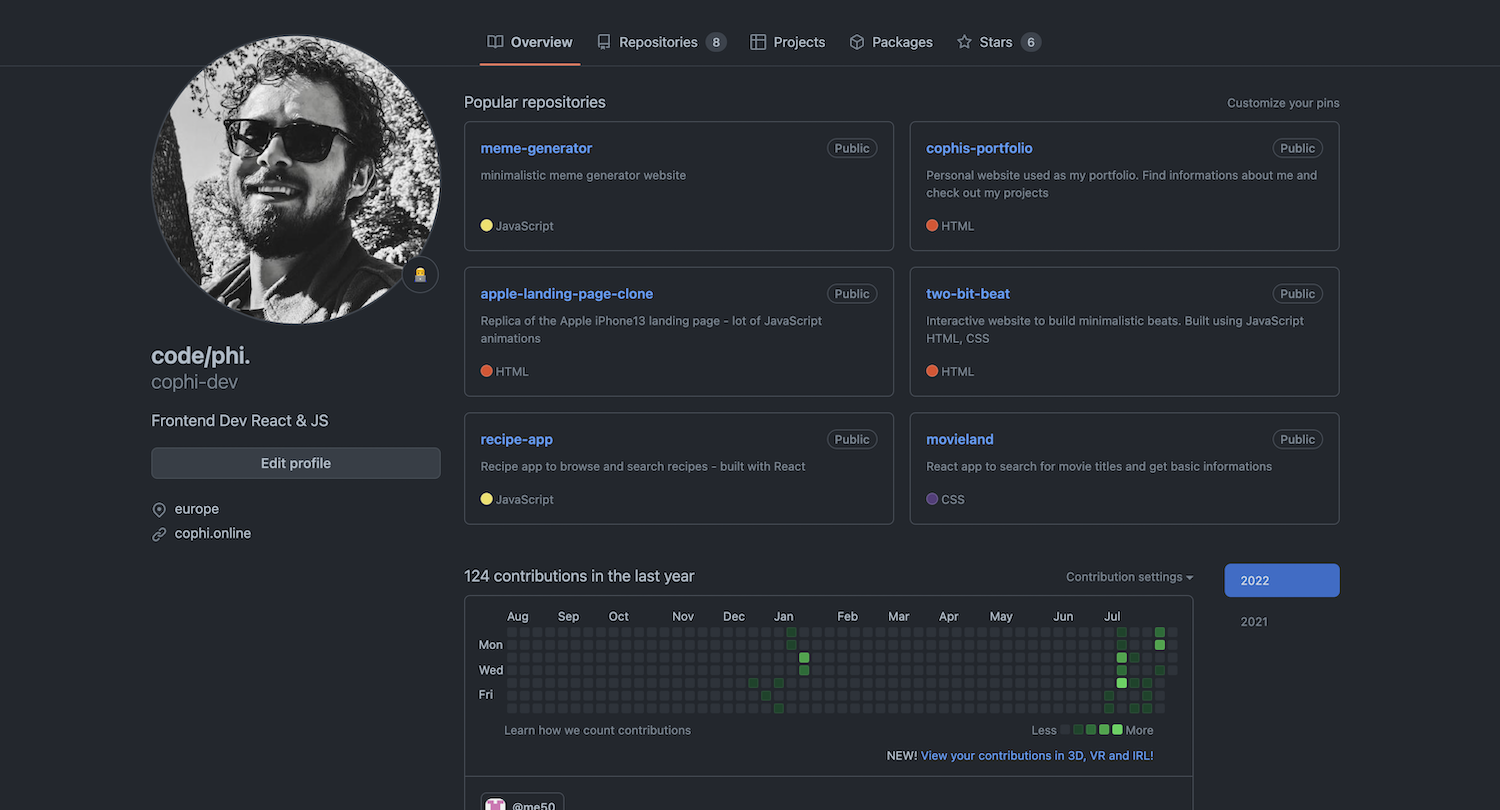 Overview
Repositories 8
Projects
Packages
Stars 6
code/phi.
cophi-dev
Frontend Dev React & JS
Edit profile
europe
cophi.online
Popular repositories
Customize your pins
meme-generator
Public
minimalistic meme generator website
JavaScript
cophis-portfolio
Public
Personal website used as my portfolio. Find informations about me and
check out my projects
HTML
apple-landing-page-clone
Public
Replica of the Apple iPhone13 landing page - lot of JavaScript
animations
HTML
two-bit-beat
Public
Interactive website to build minimalistic beats. Built using JavaScript
HTML, CSS
HTML
recipe-app
Public
Recipe app to browse and search recipes - built with React
JavaScript
movieland
Public
React app to search for movie titles and get basic informations
CSS
124 contributions in the last year
Contribution settings
2022
2021
Aug Sep Oct Nov Dec Jan Feb Mar Apr May Jun Jul
Mon
Wed
Fri
Learn how we count contributions
Less
More
NEW! View your contributions in 3D, VR and IRL!
@me50